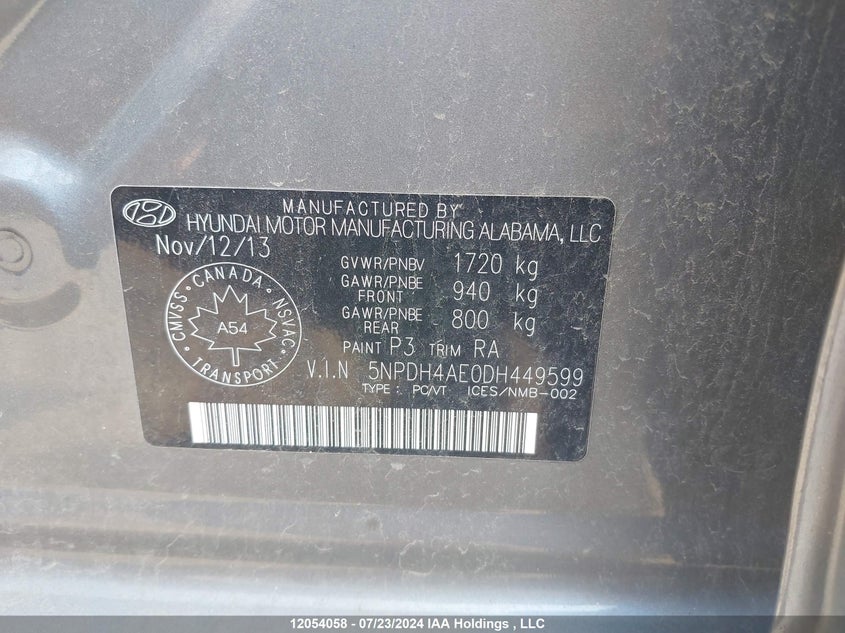 MANUFACTURED BY
HYUNDAI MOTOR MANUFACTURING ALABAMA, LLC
Nov/12/13
GVWR/PNBV 1720 kg
GAWR/PNBE FRONT 940 kg
GAWR/PNBE REAR 800 kg
PAINT P3 TRIM RA
V.I.N 5NPDH4AE0DH449599
TYPE: PC/VT ICES/NMB-002
CMVSS • CANADA • NSVAC
A54
• TRANSPORT •
12054058 - 07/23/2024 IAA Holdings , LLC